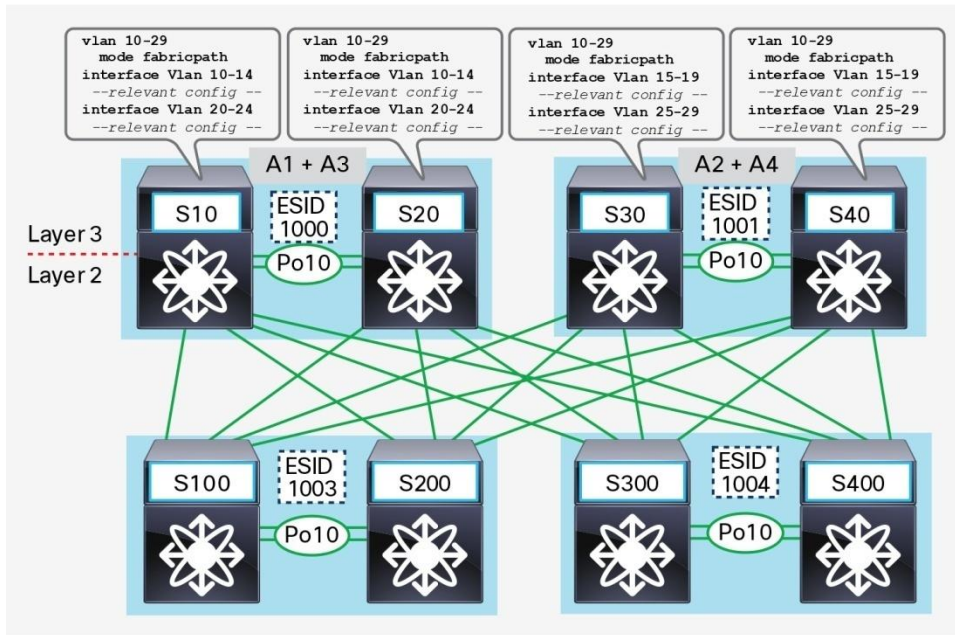 vlan 10-29
mode fabricpath
interface Vlan 10-14
--relevant config --
interface Vlan 20-24
--relevant config --
vlan 10-29
mode fabricpath
interface Vlan 10-14
--relevant config --
interface Vlan 20-24
--relevant config --
vlan 10-29
mode fabricpath
interface Vlan 15-19
--relevant config --
interface Vlan 25-29
--relevant config --
vlan 10-29
mode fabricpath
interface Vlan 15-19
--relevant config --
interface Vlan 25-29
--relevant config --
A1 + A3
A2 + A4
S10
ESID
1000
S20
S30
ESID
1001
S40
Layer 3
Layer 2
Po10
Po10
S100
ESID
1003
S200
S300
ESID
1004
S400
Po10
Po10